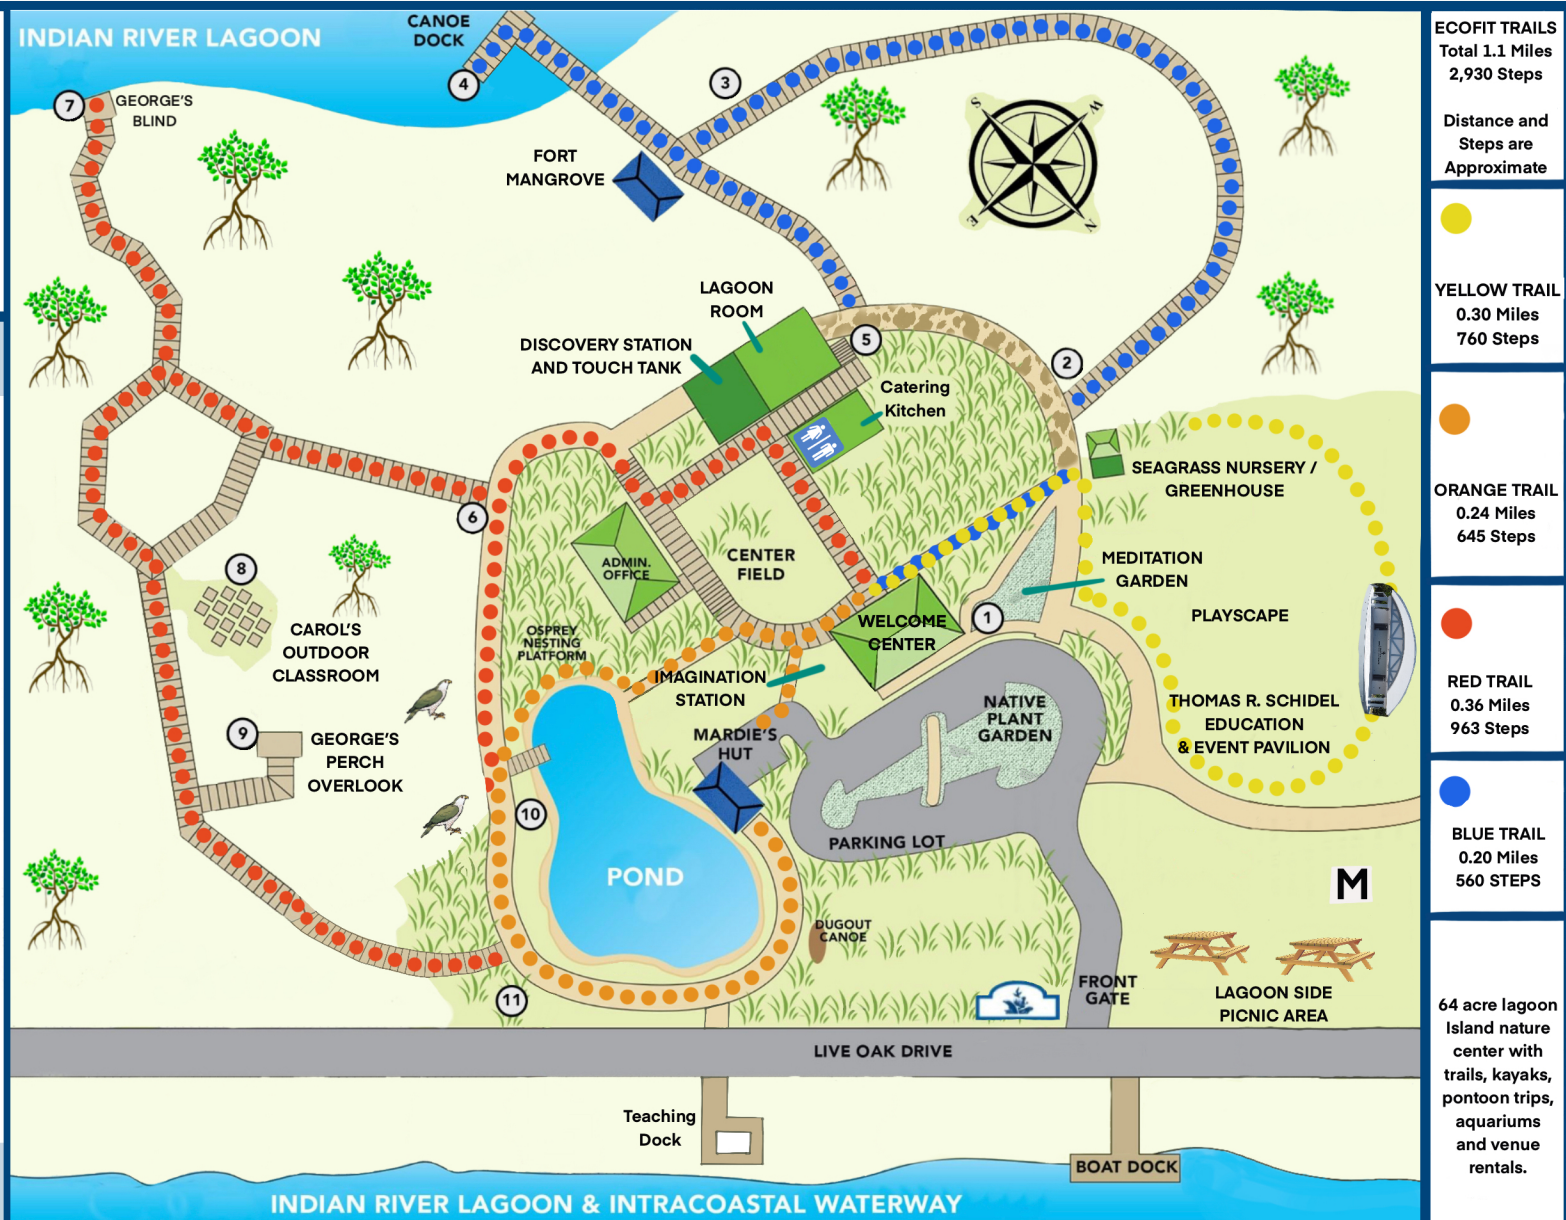 INDIAN RIVER LAGOON
CANOE
DOCK
4
3
7
GEORGE'S
BLIND
FORT
MANGROVE
S
W
E
N
LAGOON
ROOM
DISCOVERY STATION
AND TOUCH TANK
5
2
Catering
Kitchen
SEAGRASS NURSERY /
GREENHOUSE
6
ADMIN.
OFFICE
CENTER
FIELD
MEDITATION
GARDEN
8
CAROL'S
OUTDOOR
CLASSROOM
OSPREY
NESTING
PLATFORM
WELCOME
CENTER
1
PLAYSCAPE
IMAGINATION
STATION
THOMAS R. SCHIDEL
EDUCATION
& EVENT PAVILION
NATIVE
PLANT
GARDEN
9
GEORGE'S
PERCH
OVERLOOK
MARDIE'S
HUT
10
PARKING LOT
POND
M
DUGOUT
CANOE
11
FRONT
GATE
LAGOON SIDE
PICNIC AREA
LIVE OAK DRIVE
Teaching
Dock
BOAT DOCK
INDIAN RIVER LAGOON & INTRACOASTAL WATERWAY
ECOFIT TRAILS
Total 1.1 Miles
2,930 Steps
Distance and
Steps are
Approximate
YELLOW TRAIL
0.30 Miles
760 Steps
ORANGE TRAIL
0.24 Miles
645 Steps
RED TRAIL
0.36 Miles
963 Steps
BLUE TRAIL
0.20 Miles
560 STEPS
64 acre lagoon
Island nature
center with
trails, kayaks,
pontoon trips,
aquariums
and venue
rentals.